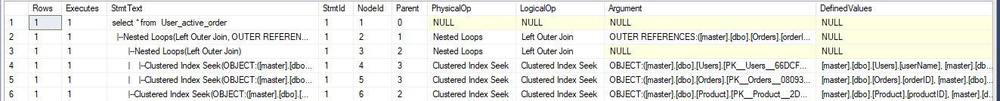 Rows Executes StmtText StmtId NodeId Parent PhysicalOp LogicalOp Argument DefinedValues
1 1 1 select * from User_active_order 1 1 0 NULL NULL NULL NULL
2 1 1 |--Nested Loops(Left Outer Join, OUTER REFEREN... 1 2 1 Nested Loops Left Outer Join OUTER REFERENCES:([master].[dbo].[Orders].[orderI... NULL
3 1 1 |--Nested Loops(Left Outer Join) 1 3 2 Nested Loops Left Outer Join NULL NULL
4 1 1 | |--Clustered Index Seek(OBJECT:([master].[dbo... 1 4 3 Clustered Index Seek Clustered Index Seek OBJECT:([master].[dbo].[Users].[PK__Users__66DCF... [master].[dbo].[Users].[userName], [master].[db...
5 1 1 | |--Clustered Index Seek(OBJECT:([master].[dbo... 1 5 3 Clustered Index Seek Clustered Index Seek OBJECT:([master].[dbo].[Orders].[PK__Orders__08093... [master].[dbo].[Orders].[orderID], [master].[dbo...
6 1 1 |--Clustered Index Seek(OBJECT:([master].[dbo].[... 1 6 2 Clustered Index Seek Clustered Index Seek OBJECT:([master].[dbo].[Product].[PK__Product__2D... [master].[dbo].[Product].[productID], [master].[d...